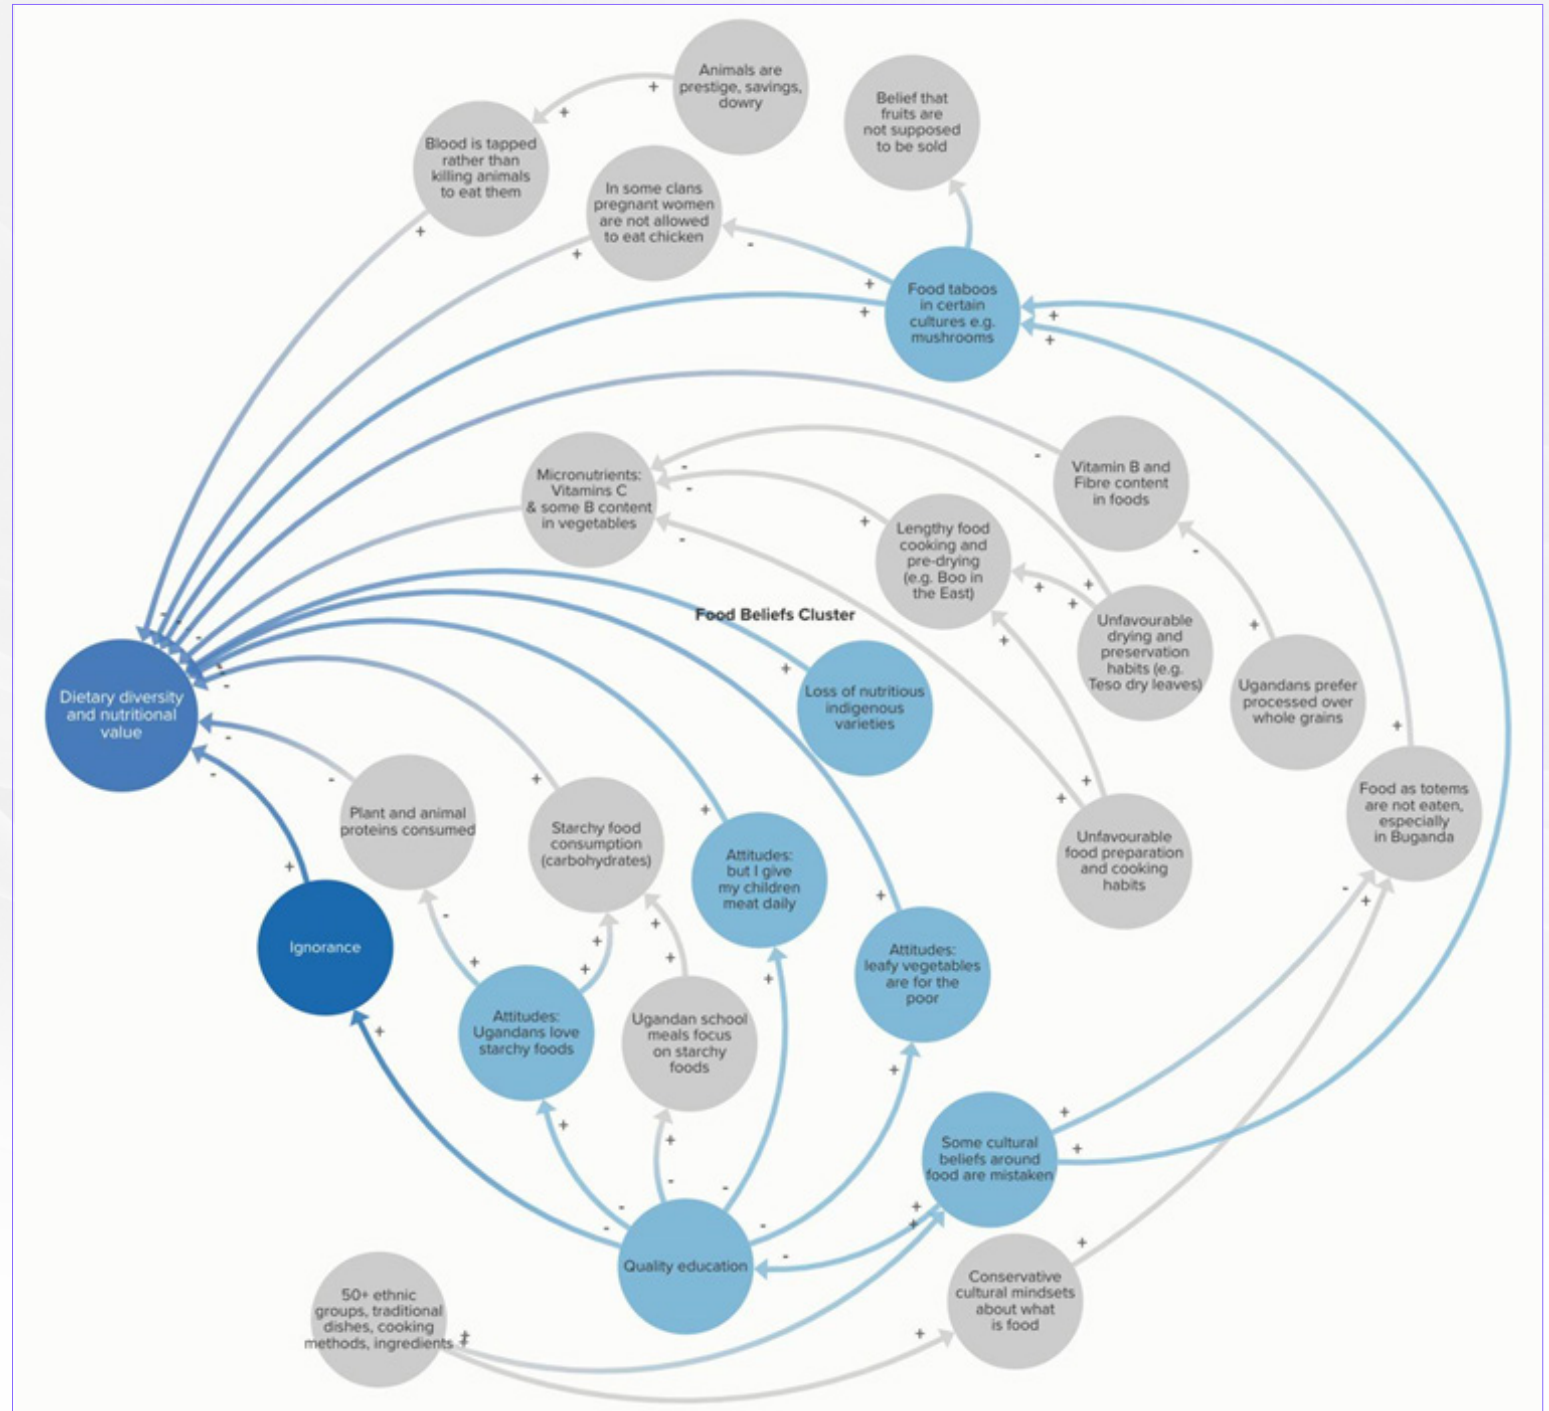 Animals are
prestige, savings,
dowry
Belief that
fruits are
not supposed
to be sold
Blood is tapped
rather than
killing animals
to eat them
In some clans
pregnant women
are not allowed
to eat chicken
Food taboos
in certain
cultures e.g.
mushrooms
Vitamin B and
Fibre content
in foods
Micronutrients:
Vitamins C
& some B content
in vegetables
Lengthy food
cooking and
pre-drying
(e.g. Boo in
the East)
Food Beliefs Cluster
Unfavourable
drying and
preservation
habits (e.g.
Teso dry leaves)
Ugandans prefer
processed over
whole grains
Dietary diversity
and nutritional
value
Loss of nutritious
indigenous
varieties
Plant and animal
proteins consumed
Starchy food
consumption
(carbohydrates)
Attitudes:
but I give
my children
meat daily
Unfavourable
food preparation
and cooking
habits
Food as totems
are not eaten,
especially
in Buganda
Ignorance
Attitudes:
leafy vegetables
are for the
poor
Attitudes:
Ugandans love
starchy foods
Ugandan school
meals focus
on starchy
foods
Some cultural
beliefs around
food are mistaken
Quality education
50+ ethnic
groups, traditional
dishes, cooking
methods, ingredients
Conservative
cultural mindsets
about what
is food